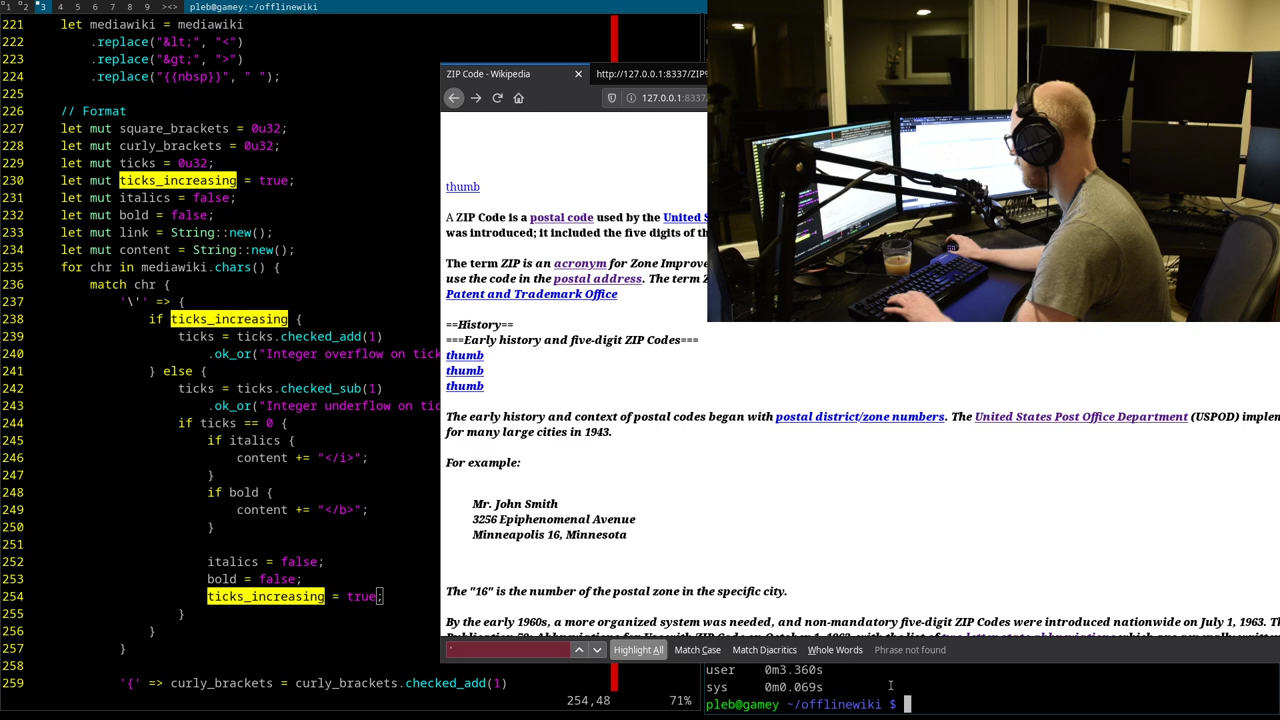 1 2 3 4 5 6 7 8 9 ><> pleb@gamey:~/offlinewiki
221 let mediawiki = mediawiki
222 .replace("&lt;", "<")
223 .replace("&gt;", ">")
224 .replace("{{nbsp}}", " ");
225
226 // Format
227 let mut square_brackets = 0u32;
228 let mut curly_brackets = 0u32;
229 let mut ticks = 0u32;
230 let mut ticks_increasing = true;
231 let mut italics = false;
232 let mut bold = false;
233 let mut link = String::new();
234 let mut content = String::new();
235 for chr in mediawiki.chars() {
236 match chr {
237 '\'' => {
238 if ticks_increasing {
239 ticks = ticks.checked_add(1)
240 .ok_or("Integer overflow on tick
241 } else {
242 ticks = ticks.checked_sub(1)
243 .ok_or("Integer underflow on tic
244 if ticks == 0 {
245 if italics {
246 content += "</i>";
247 }
248 if bold {
249 content += "</b>";
250 }
251
252 italics = false;
253 bold = false;
254 ticks_increasing = true;
255 }
256 }
257 }
258
259 '{' => curly_brackets = curly_brackets.checked_add(1)
254,48 71%
ZIP Code - Wikipedia
http://127.0.0.1:8337/ZIP%
127.0.0.1:8337/
thumb
A ZIP Code is a postal code used by the United S
was introduced; it included the five digits of th
The term ZIP is an acronym for Zone Improve
use the code in the postal address. The term Z
Patent and Trademark Office
==History==
===Early history and five-digit ZIP Codes===
thumb
thumb
thumb
The early history and context of postal codes began with postal district/zone numbers. The United States Post Office Department (USPOD) implem
for many large cities in 1943.
For example:
Mr. John Smith
3256 Epiphenomenal Avenue
Minneapolis 16, Minnesota
The "16" is the number of the postal zone in the specific city.
By the early 1960s, a more organized system was needed, and non-mandatory five-digit ZIP Codes were introduced nationwide on July 1, 1963. Th
' Highlight All Match Case Match Diacritics Whole Words Phrase not found
user 0m3.360s
sys 0m0.069s
pleb@gamey ~/offlinewiki $